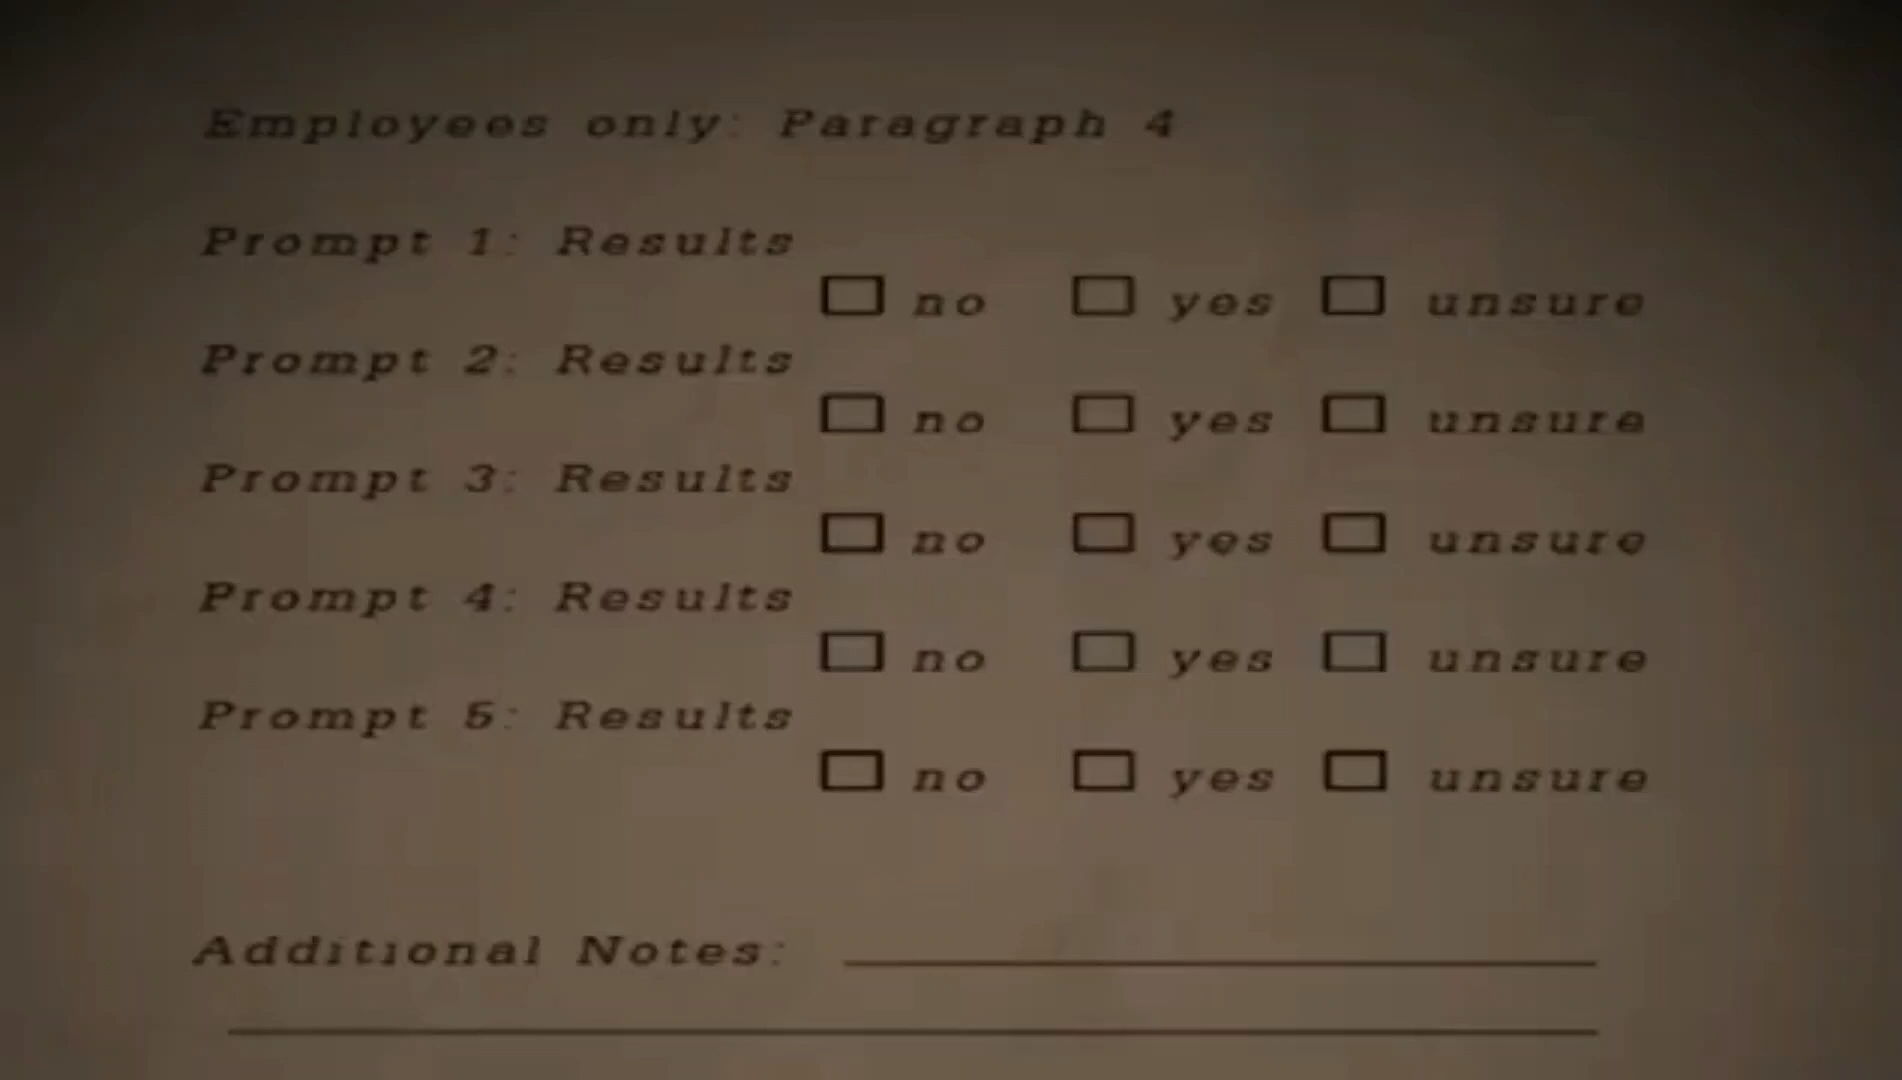 Employees only: Paragraph 4
Prompt 1: Results
no yes unsure
Prompt 2: Results
no yes unsure
Prompt 3: Results
no yes unsure
Prompt 4: Results
no yes unsure
Prompt 5: Results
no yes unsure
Additional Notes: